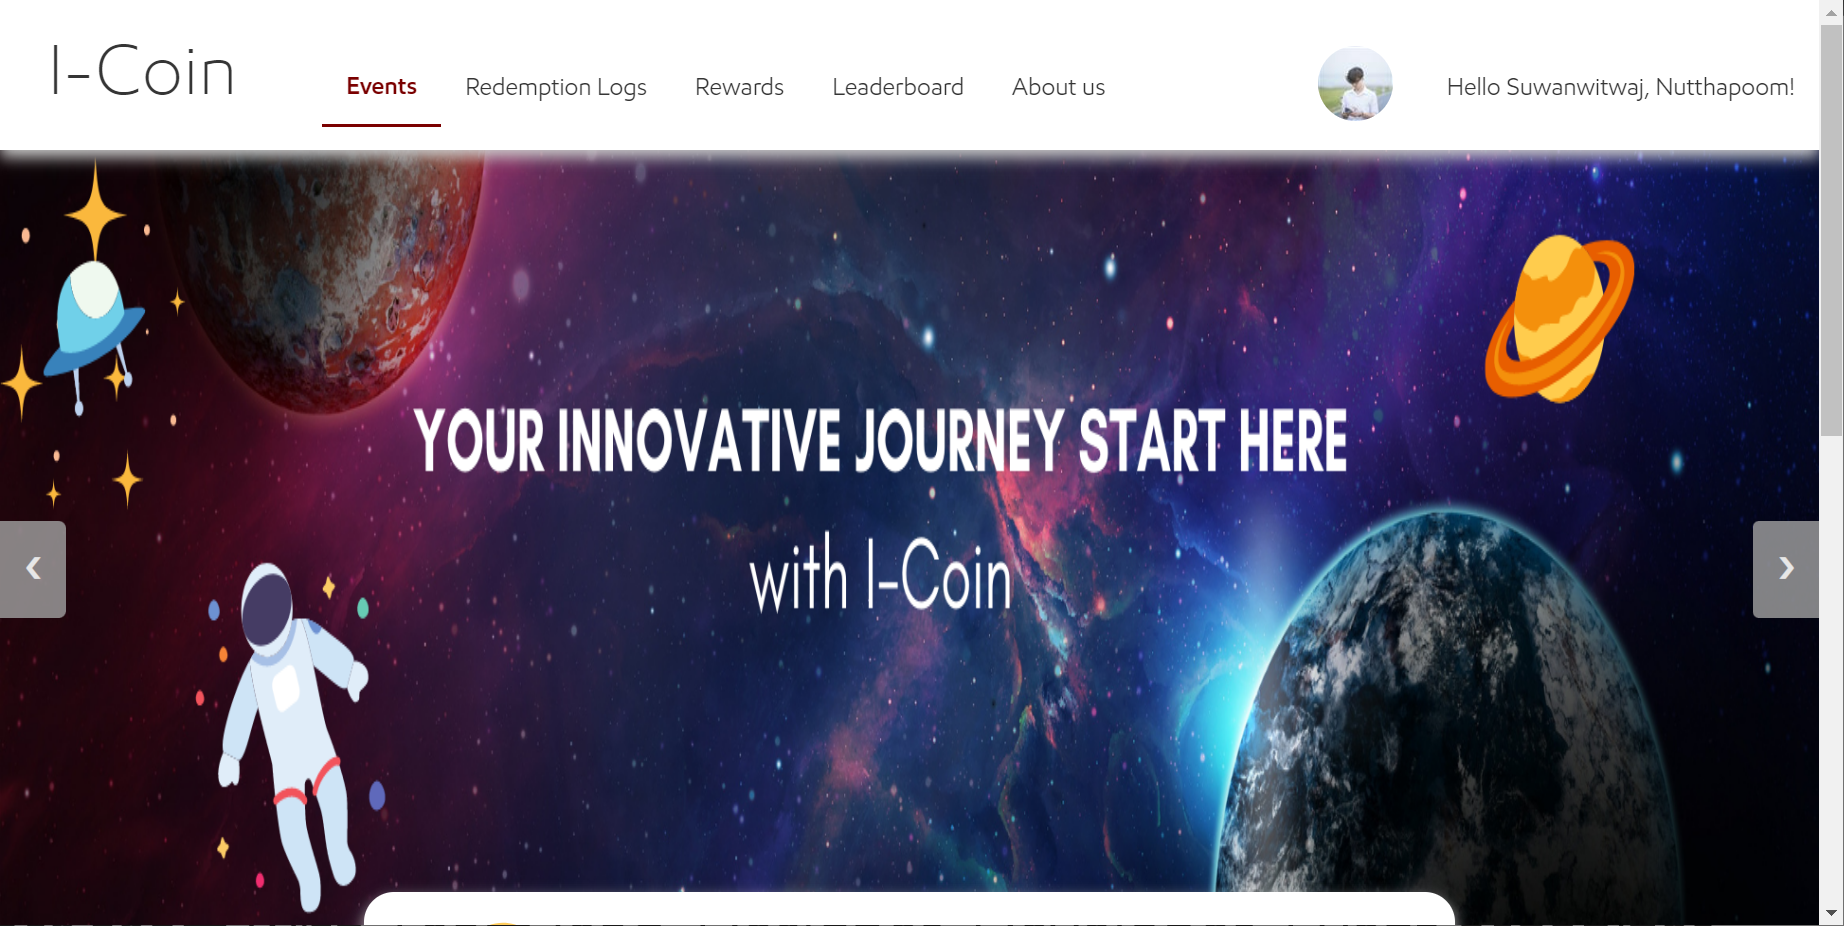 I-Coin
Events
Redemption Logs
Rewards
Leaderboard
About us
Hello Suwanwitwaj, Nutthapoom!
YOUR INNOVATIVE JOURNEY START HERE
with I-Coin